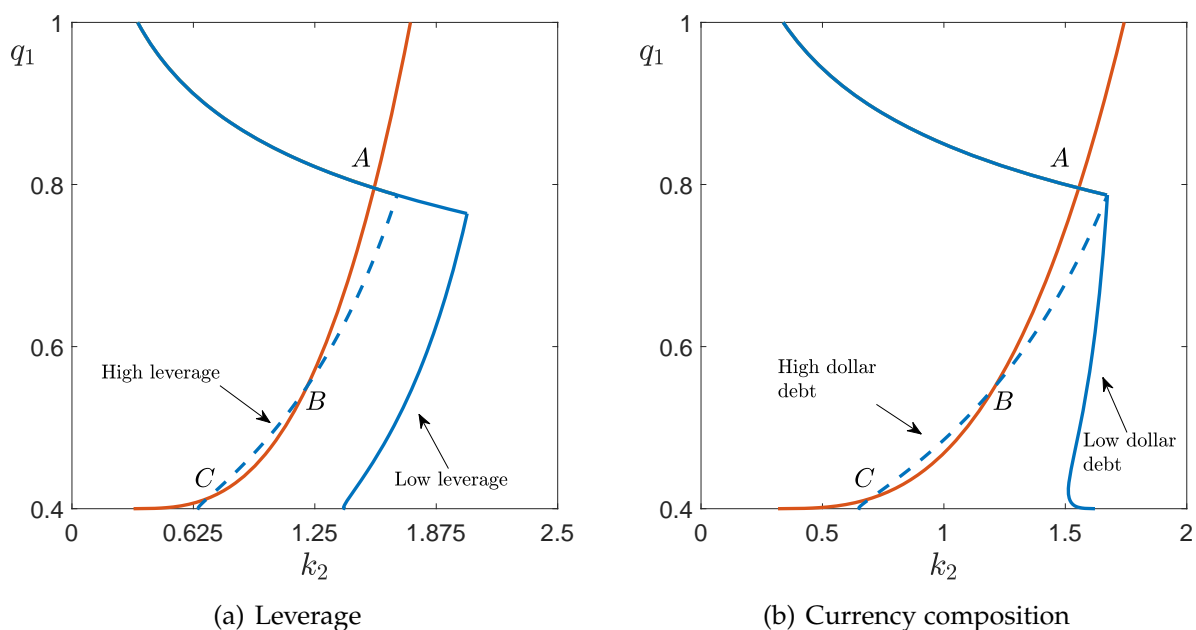 1
q₁
0.8
0.6
0.4
0
0.625
1.25
1.875
2.5
k₂
A
B
C
High leverage
Low leverage
(a) Leverage
1
q₁
0.8
0.6
0.4
0
0.5
1
1.5
2
k₂
A
B
C
High dollar
debt
Low dollar
debt
(b) Currency composition